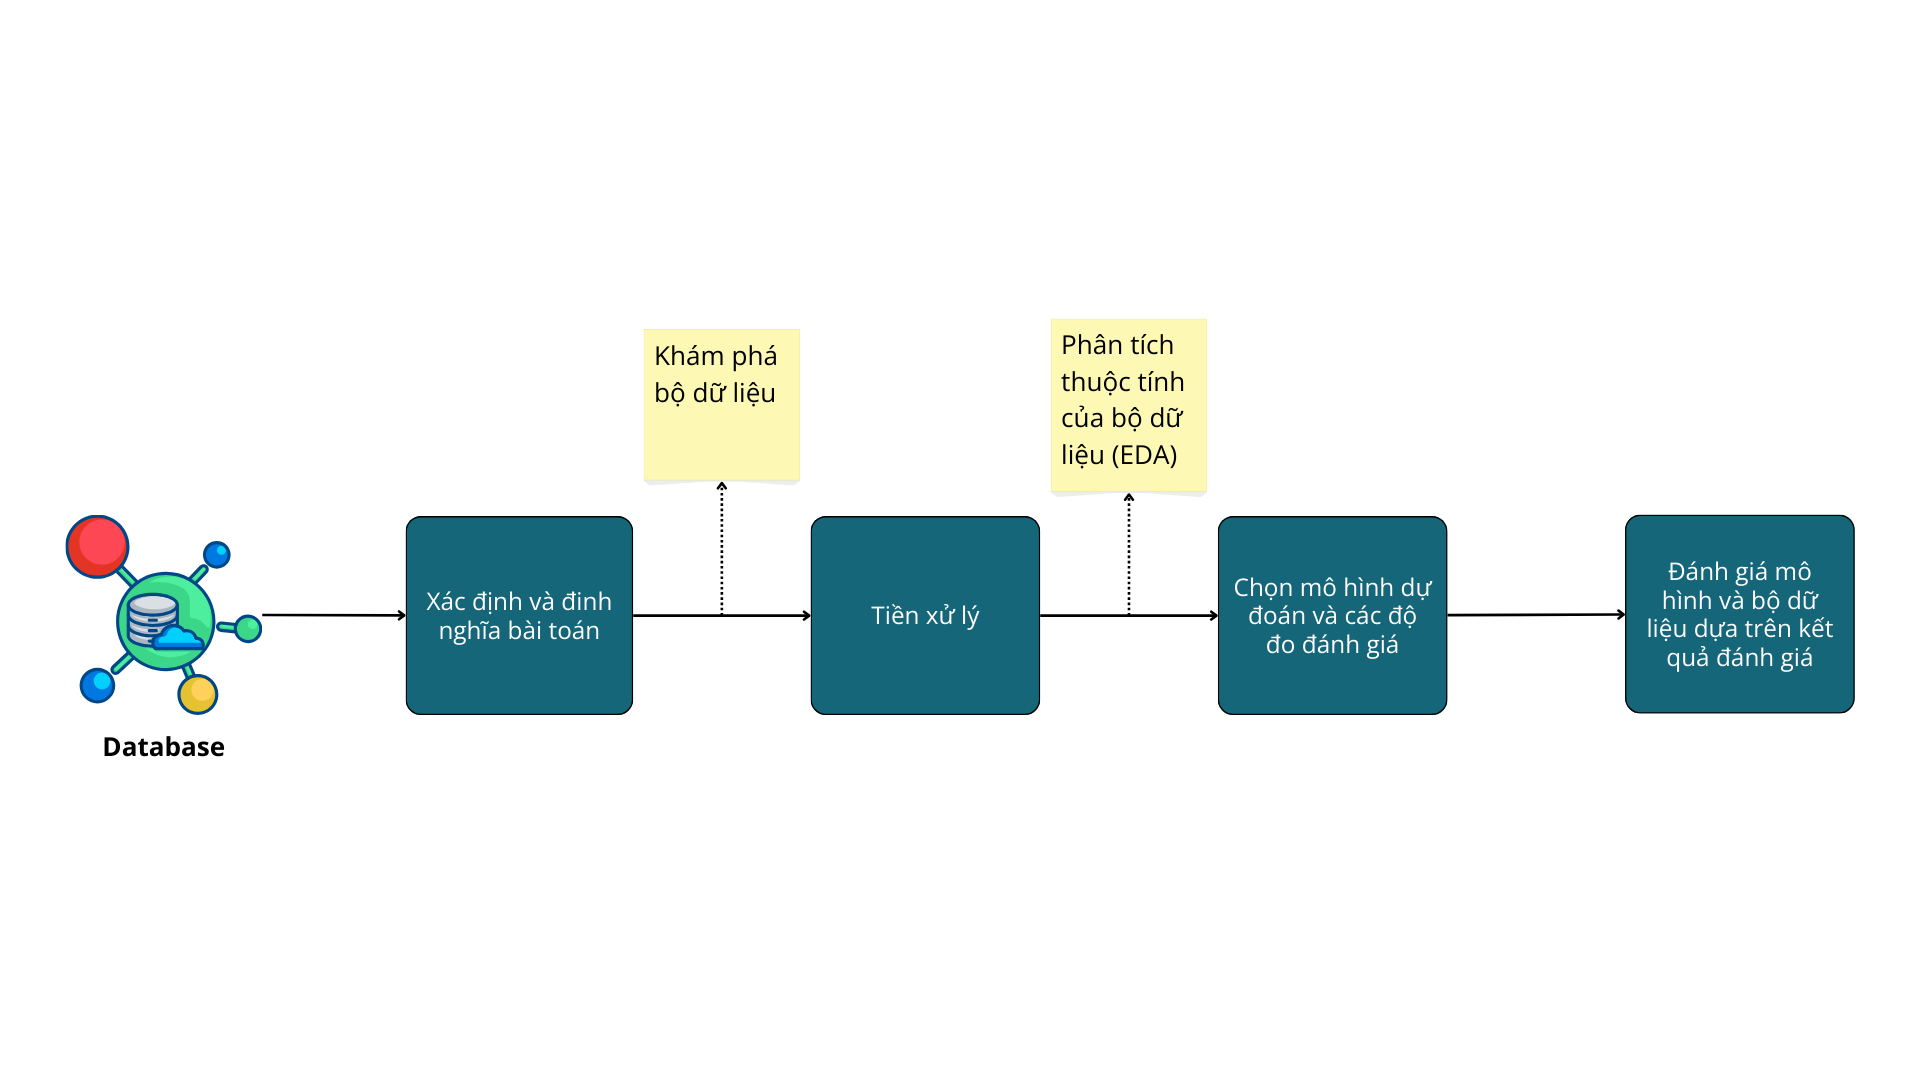 Khám phá
bộ dữ liệu
Phân tích
thuộc tính
của bộ dữ
liệu (EDA)
Database
Xác định và đinh
nghĩa bài toán
Tiền xử lý
Chọn mô hình dự
đoán và các độ
đo đánh giá
Đánh giá mô
hình và bộ dữ
liệu dựa trên kết
quả đánh giá